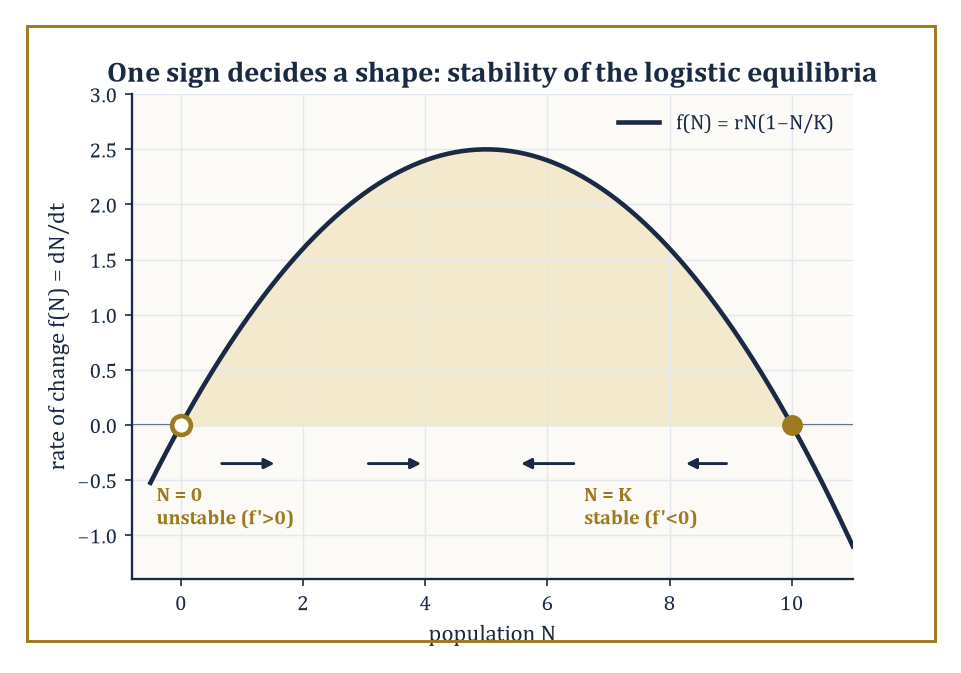 One sign decides a shape: stability of the logistic equilibria
f(N) = rN(1−N/K)
rate of change f(N) = dN/dt
3.0
2.5
2.0
1.5
1.0
0.5
0.0
−0.5
−1.0
N = 0
unstable (f'>0)
N = K
stable (f'<0)
0 2 4 6 8 10
population N